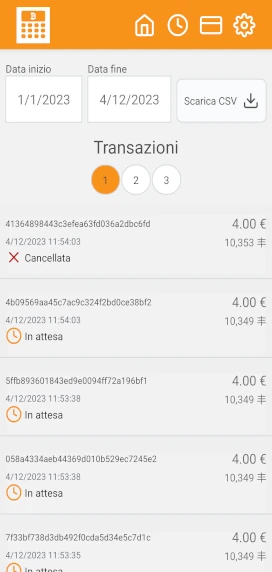 Data inizio Data fine
1/1/2023 4/12/2023 Scarica CSV
Transazioni
1 2 3
41364898443c3efea63fd036a2dbc6fd 4.00 €
4/12/2023 11:54:03 10,353 丰
Cancellata
4b09569aa45c7ac9c324f2bd0ce38bf2 4.00 €
4/12/2023 11:54:03 10,349 丰
In attesa
5ffb893601843ed9e0094ff72a196bf1 4.00 €
4/12/2023 11:53:38 10,349 丰
In attesa
058a4334aeb44369d010b529ec7245e2 4.00 €
4/12/2023 11:53:38 10,349 丰
In attesa
7f33bf738d3db492f0cda5d34e5c7d1c 4.00 €
4/12/2023 11:53:35 10,349 丰
In attesa